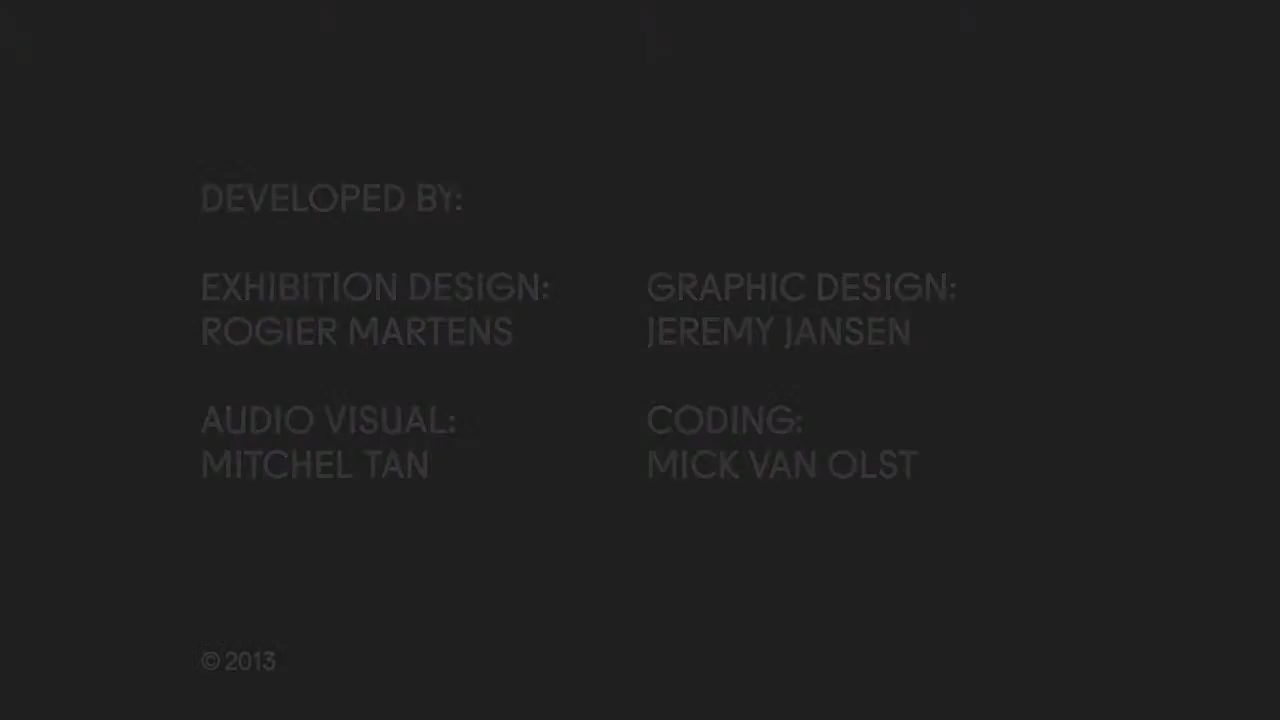 DEVELOPED BY:
EXHIBITION DESIGN:
ROGIER MARTENS
GRAPHIC DESIGN:
JEREMY JANSEN
AUDIO VISUAL:
MITCHEL TAN
CODING:
MICK VAN OLST
© 2013